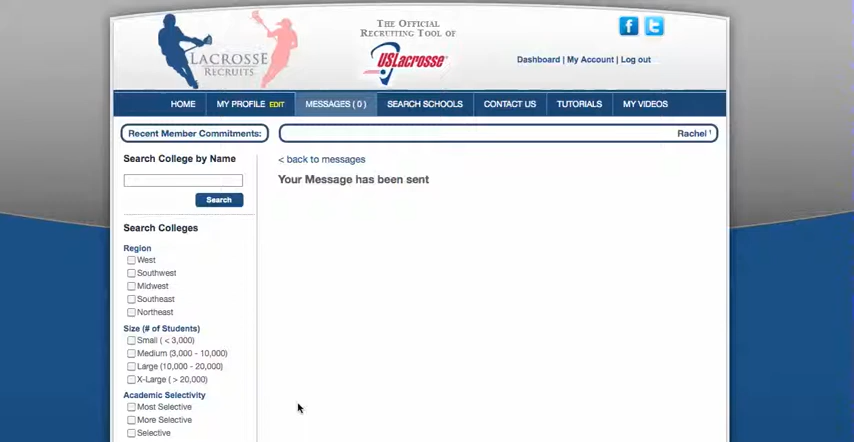 LACROSSE
RECRUITS
THE OFFICIAL
RECRUITING TOOL OF
USLacrosse
f t
Dashboard | My Account | Log out
HOME MY PROFILE EDIT MESSAGES ( 0 ) SEARCH SCHOOLS CONTACT US TUTORIALS MY VIDEOS
Recent Member Commitments: Rachel
Search College by Name
< back to messages
Your Message has been sent
Search
Search Colleges
Region
West
Southwest
Midwest
Southeast
Northeast
Size (# of Students)
Small ( < 3,000)
Medium (3,000 - 10,000)
Large (10,000 - 20,000)
X-Large ( > 20,000)
Academic Selectivity
Most Selective
More Selective
Selective